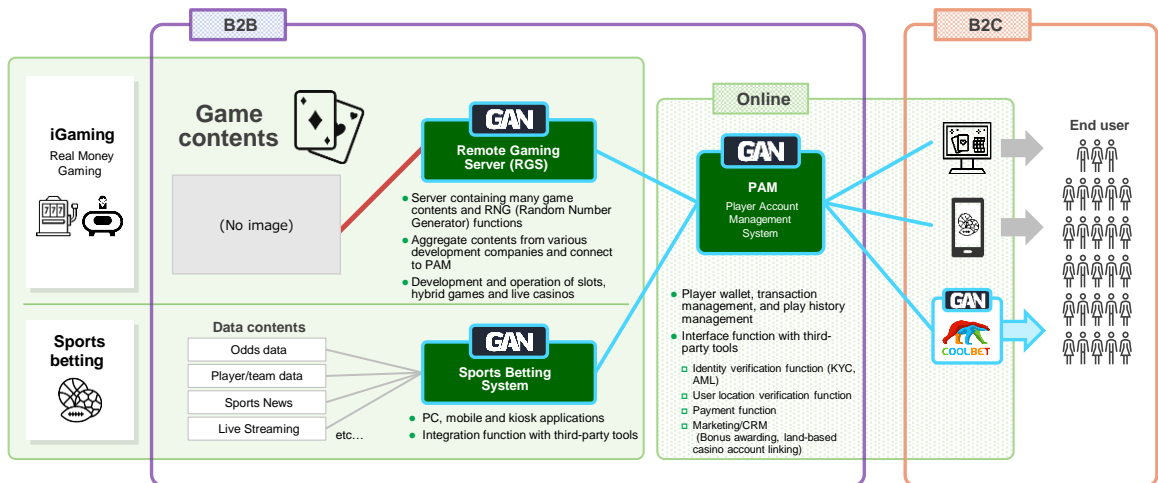 B2B
B2C
iGaming
Real Money
Gaming
Game
contents
(No image)
GAN
Remote Gaming
Server (RGS)
● Server containing many game
contents and RNG (Random Number
Generator) functions
● Aggregate contents from various
development companies and connect
to PAM
● Development and operation of slots,
hybrid games and live casinos
Sports
betting
Data contents
Odds data
Player/team data
Sports News
Live Streaming
etc…
GAN
Sports Betting
System
● PC, mobile and kiosk applications
● Integration function with third-party tools
Online
GAN
PAM
Player Account
Management
System
● Player wallet, transaction
management, and play history
management
● Interface function with third-
party tools
□ Identity verification function (KYC,
AML)
□ User location verification function
□ Payment function
□ Marketing/CRM
(Bonus awarding, land-based
casino account linking)
GAN
COOLBET
End user